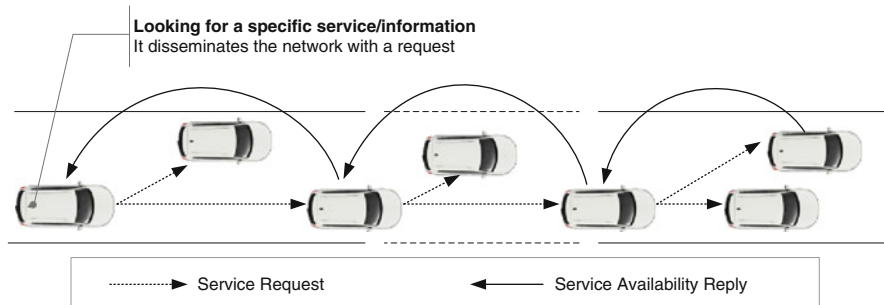 Looking for a specific service/information
It disseminates the network with a request
Service Request
Service Availability Reply